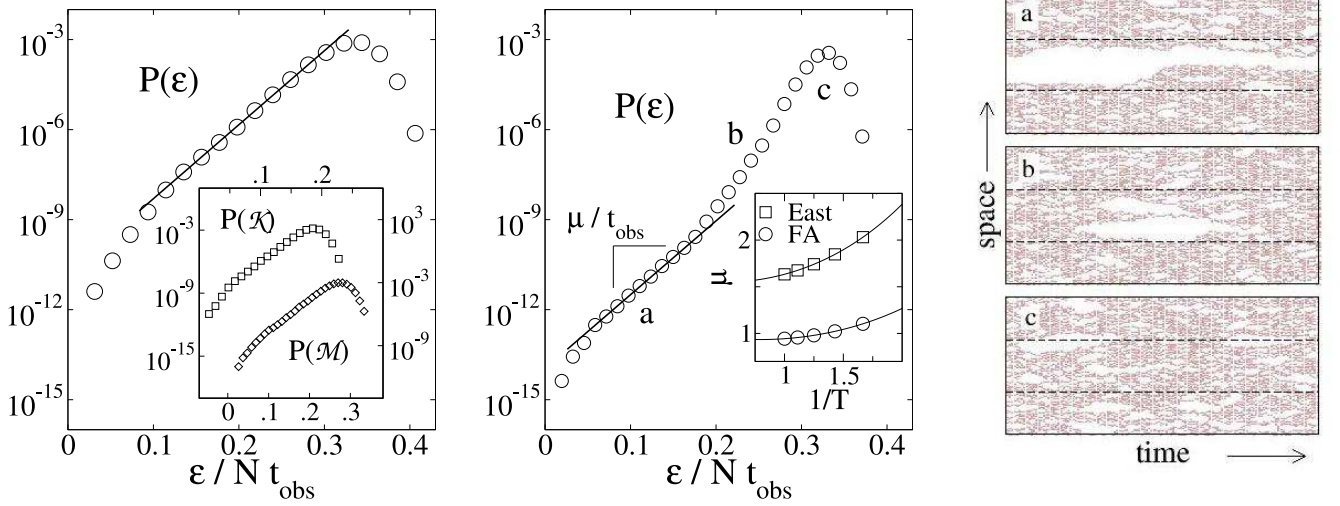 10^-3
10^-6
10^-9
10^-12
10^-15
P(ε)
.1 .2
P(𝒦)
10^-3
10^-9
10^-15
10^3
10^-3
10^-9
P(ℳ)
0 .1 .2 .3
0 0.1 0.2 0.3 0.4
ε / N t_obs
10^-3
10^-6
10^-9
10^-12
10^-15
P(ε)
a
b
c
μ / t_obs
East
FA
2
1
μ
1 1.5
1/T
0 0.1 0.2 0.3 0.4
ε / N t_obs
a
b
c
space
time